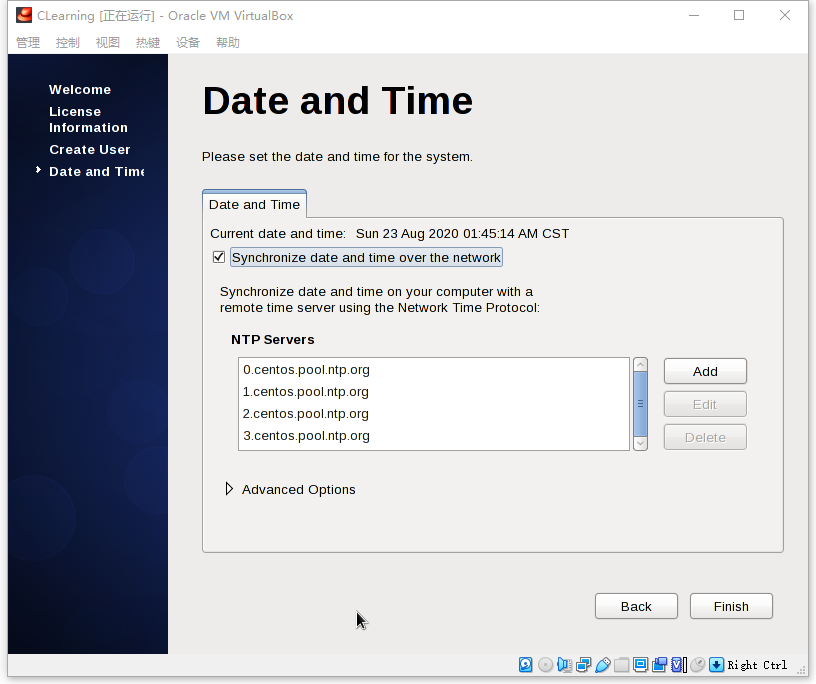 CLearning [正在运行] - Oracle VM VirtualBox
管理 控制 视图 热键 设备 帮助
Welcome
License
Information
Create User
Date and Time
Date and Time
Please set the date and time for the system.
Date and Time
Current date and time: Sun 23 Aug 2020 01:45:14 AM CST
Synchronize date and time over the network
Synchronize date and time on your computer with a
remote time server using the Network Time Protocol:
NTP Servers
0.centos.pool.ntp.org
1.centos.pool.ntp.org
2.centos.pool.ntp.org
3.centos.pool.ntp.org
Add
Edit
Delete
Advanced Options
Back Finish
Right Ctrl